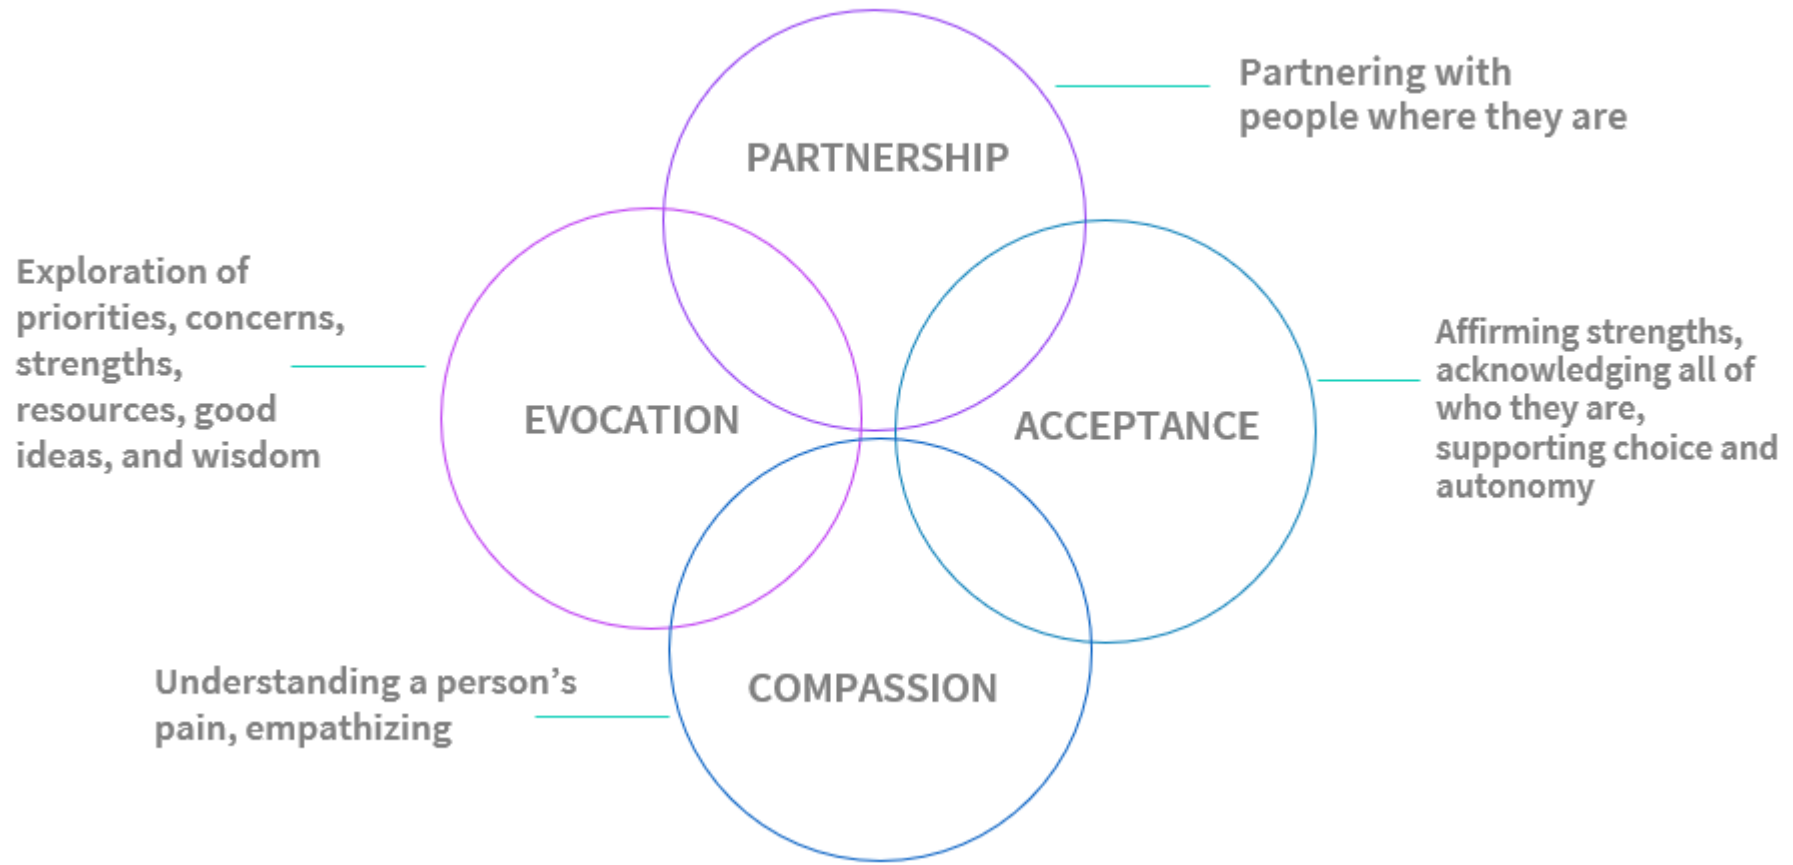 PARTNERSHIP
Partnering with
people where they are
Exploration of
priorities, concerns,
strengths,
resources, good
ideas, and wisdom
EVOCATION
ACCEPTANCE
Affirming strengths,
acknowledging all of
who they are,
supporting choice and
autonomy
Understanding a person’s
pain, empathizing
COMPASSION